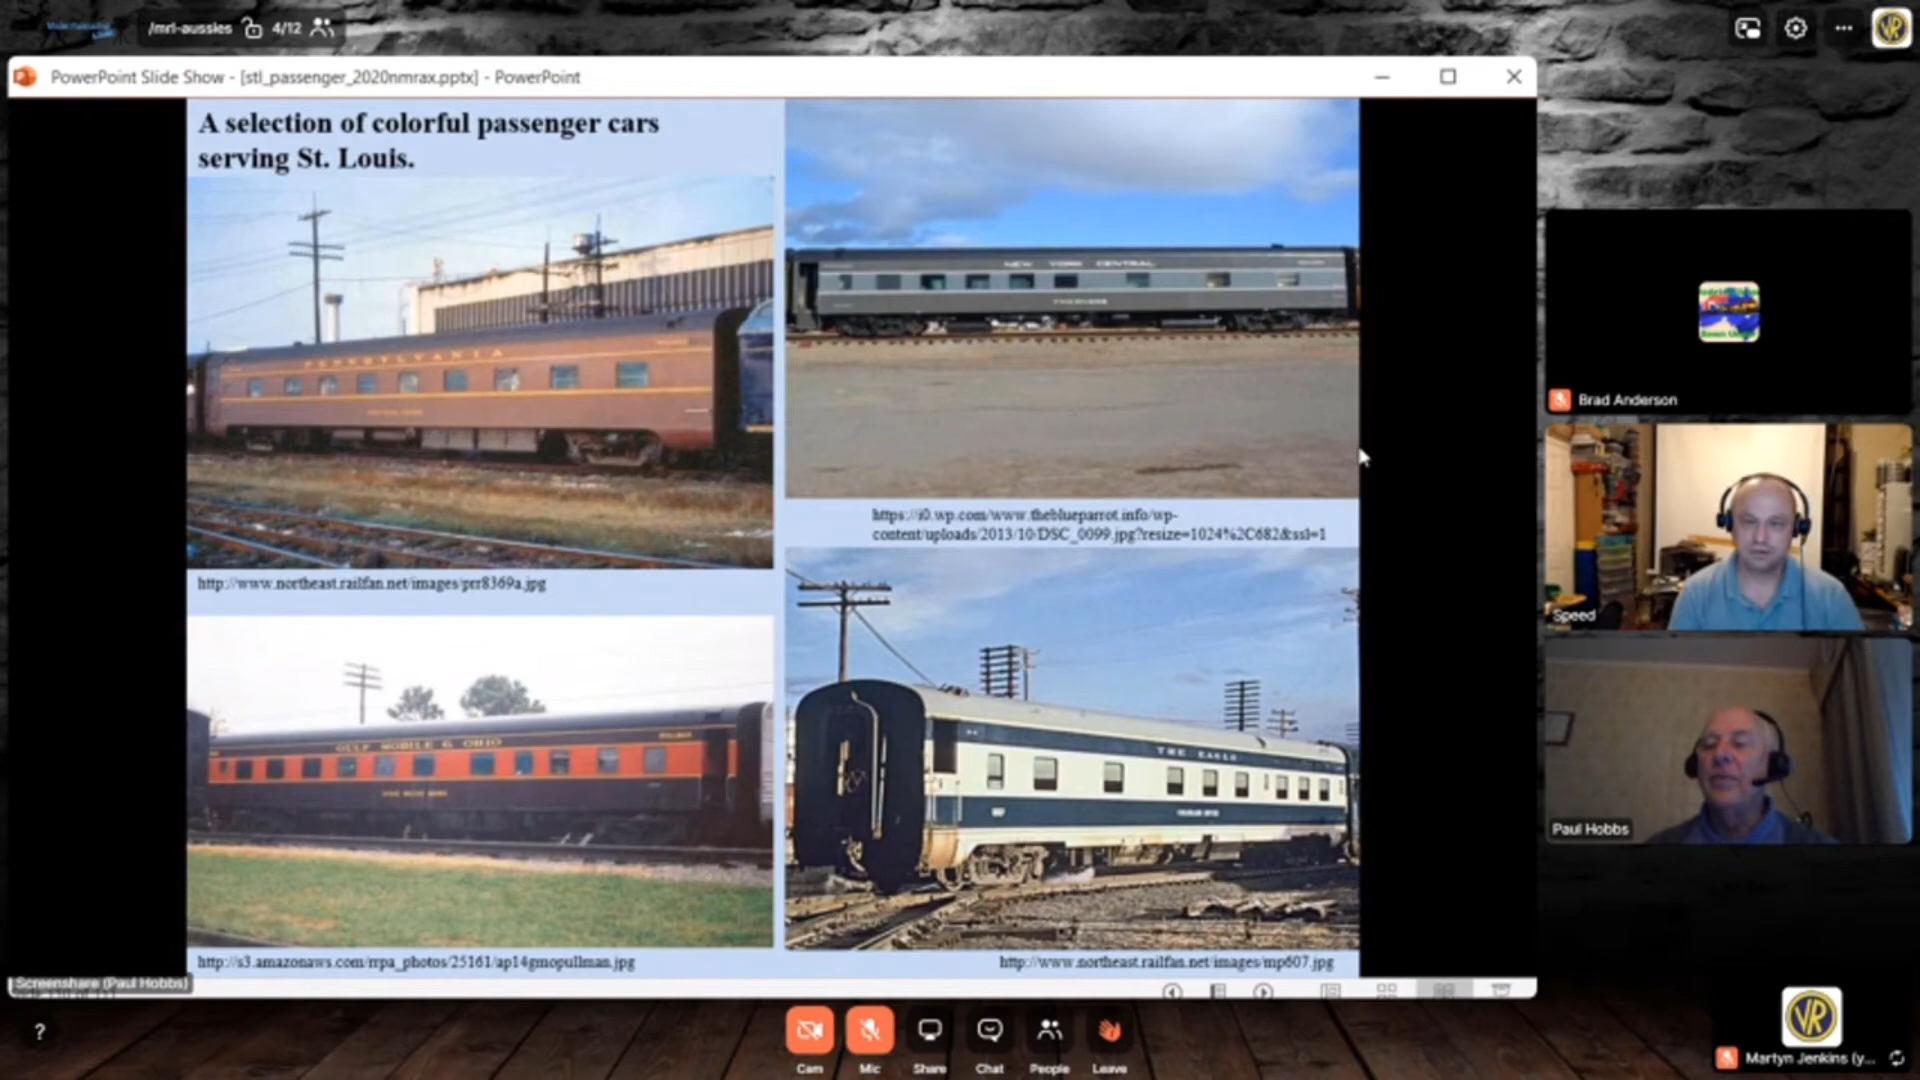 /mrl-aussies 4/12
PowerPoint Slide Show - [stl_passenger_2020nmrax.pptx] - PowerPoint
A selection of colorful passenger cars
serving St. Louis.
PENNSYLVANIA
http://www.northeast.railfan.net/images/prr8369a.jpg
GULF MOBILE & OHIO
PULLMAN
http://s3.amazonaws.com/rrpa_photos/25161/ap14gmopullman.jpg
NEW YORK CENTRAL
https://i0.wp.com/www.theblueparrot.info/wp-
content/uploads/2013/10/DSC_0099.jpg?resize=1024%2C682&ssl=1
THE EAGLE
http://www.northeast.railfan.net/images/mp607.jpg
Brad Anderson
Speed
Paul Hobbs
VR
Martyn Jenkins (y...
Screenshare (Paul Hobbs)
?
Cam
Mic
Share
Chat
People
Leave